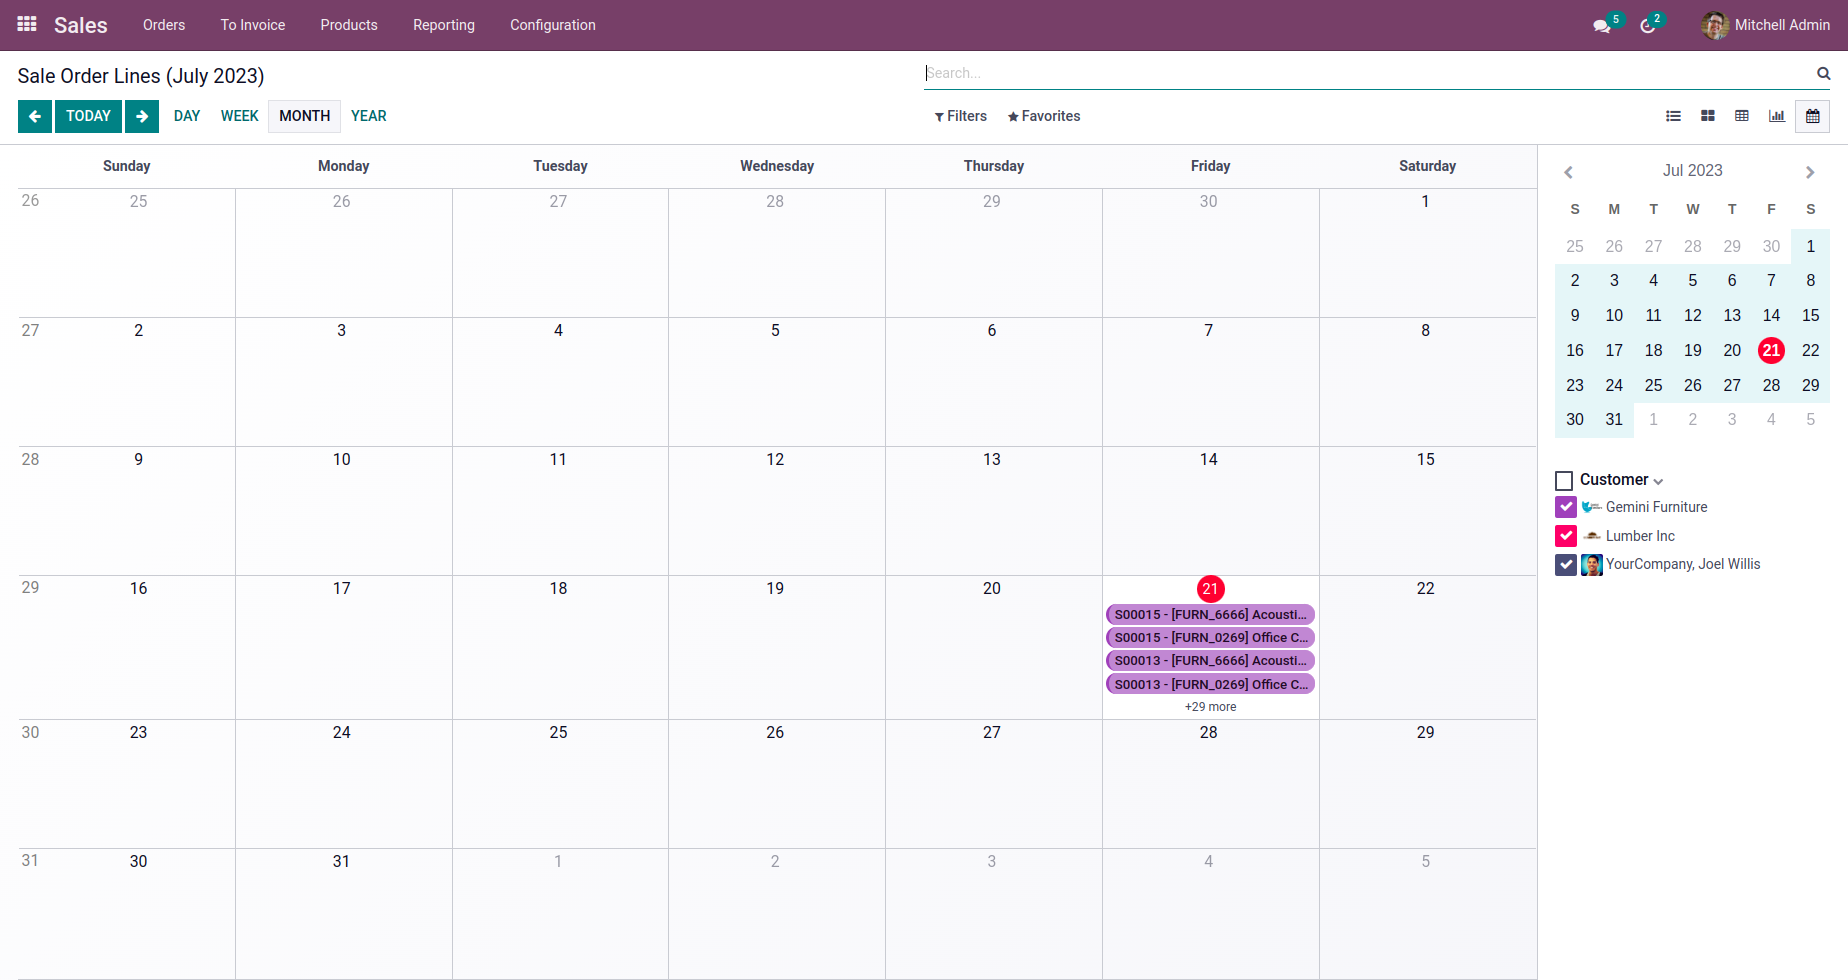 Sales Orders To Invoice Products Reporting Configuration 5 2 Mitchell Admin
Sale Order Lines (July 2023) Search...
TODAY DAY WEEK MONTH YEAR Filters Favorites
Sunday Monday Tuesday Wednesday Thursday Friday Saturday
26 25 26 27 28 29 30 1
27 2 3 4 5 6 7 8
28 9 10 11 12 13 14 15
29 16 17 18 19 20 21 22
S00015 - [FURN_6666] Acousti...
S00015 - [FURN_0269] Office C...
S00013 - [FURN_6666] Acousti...
S00013 - [FURN_0269] Office C...
+29 more
30 23 24 25 26 27 28 29
31 30 31 1 2 3 4 5
Jul 2023
S M T W T F S
25 26 27 28 29 30 1
2 3 4 5 6 7 8
9 10 11 12 13 14 15
16 17 18 19 20 21 22
23 24 25 26 27 28 29
30 31 1 2 3 4 5
Customer
Gemini Furniture
Lumber Inc
YourCompany, Joel Willis